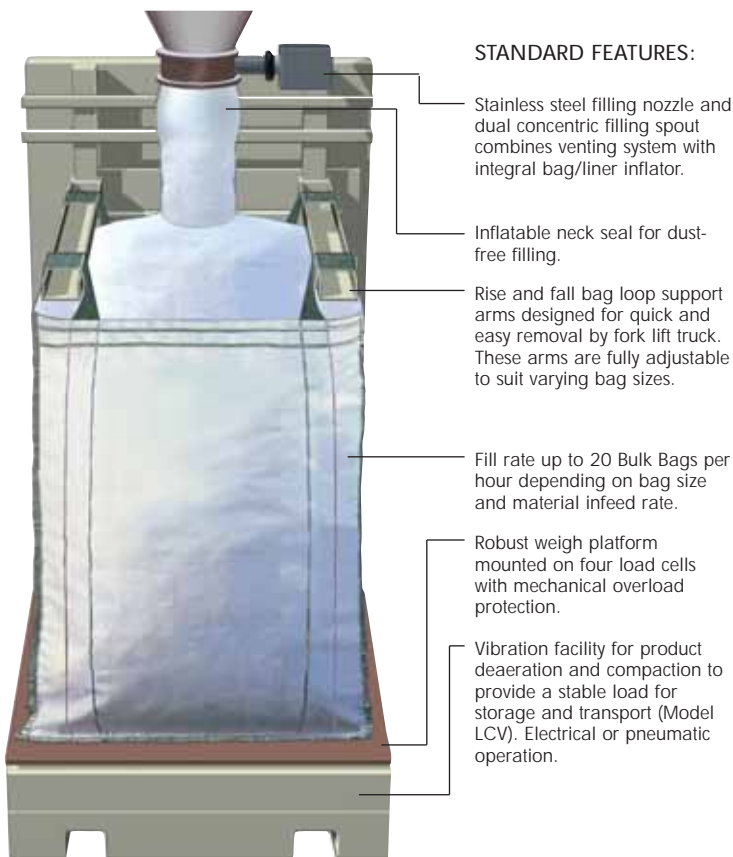 STANDARD FEATURES:
Stainless steel filling nozzle and
dual concentric filling spout
combines venting system with
integral bag/liner inflator.
Inflatable neck seal for dust-
free filling.
Rise and fall bag loop support
arms designed for quick and
easy removal by fork lift truck.
These arms are fully adjustable
to suit varying bag sizes.
Fill rate up to 20 Bulk Bags per
hour depending on bag size
and material infeed rate.
Robust weigh platform
mounted on four load cells
with mechanical overload
protection.
Vibration facility for product
deaeration and compaction to
provide a stable load for
storage and transport (Model
LCV). Electrical or pneumatic
operation.